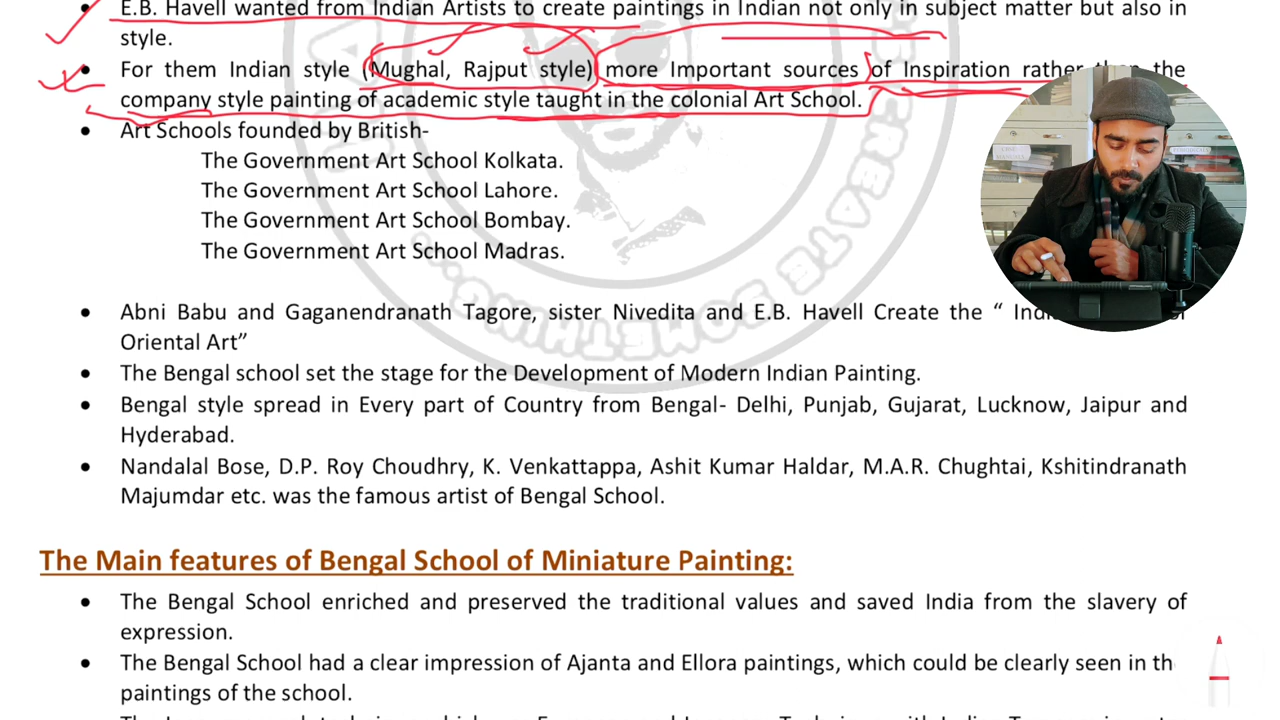 E.B. Havell wanted from Indian Artists to create paintings in Indian not only in subject matter but also in
style.
For them Indian style (Mughal, Rajput style) more Important sources of Inspiration rather than the
company style painting of academic style taught in the colonial Art School.
Art Schools founded by British-
The Government Art School Kolkata.
The Government Art School Lahore.
The Government Art School Bombay.
The Government Art School Madras.
Abni Babu and Gaganendranath Tagore, sister Nivedita and E.B. Havell Create the “
Oriental Art”
The Bengal school set the stage for the Development of Modern Indian Painting.
Bengal style spread in Every part of Country from Bengal- Delhi, Punjab, Gujarat, Lucknow, Jaipur and
Hyderabad.
Nandalal Bose, D.P. Roy Choudhry, K. Venkattappa, Ashit Kumar Haldar, M.A.R. Chughtai, Kshitindranath
Majumdar etc. was the famous artist of Bengal School.
The Main features of Bengal School of Miniature Painting:
The Bengal School enriched and preserved the traditional values and saved India from the slavery of
expression.
The Bengal School had a clear impression of Ajanta and Ellora paintings, which could be clearly seen in th
paintings of the school.